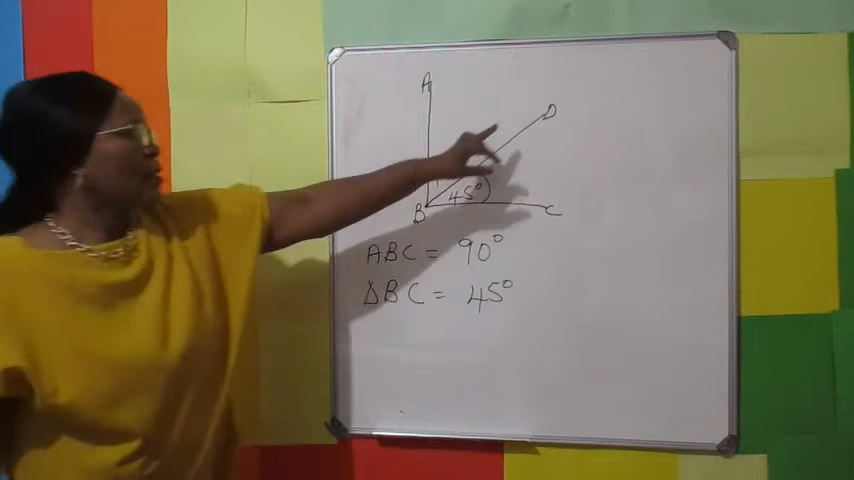 A
D
45°
B
C
ABC = 90°
DBC = 45°